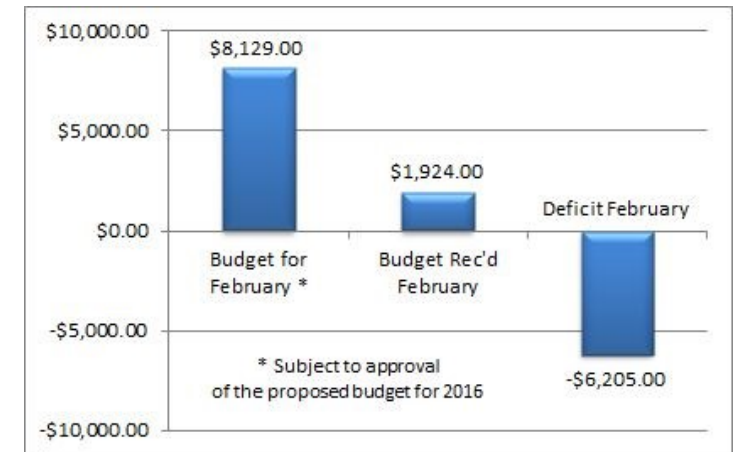 $10,000.00
$8,129.00
$5,000.00
$1,924.00
Deficit February
$0.00
Budget for
February *
Budget Rec'd
February
-$5,000.00
* Subject to approval
of the proposed budget for 2016
-$6,205.00
-$10,000.00